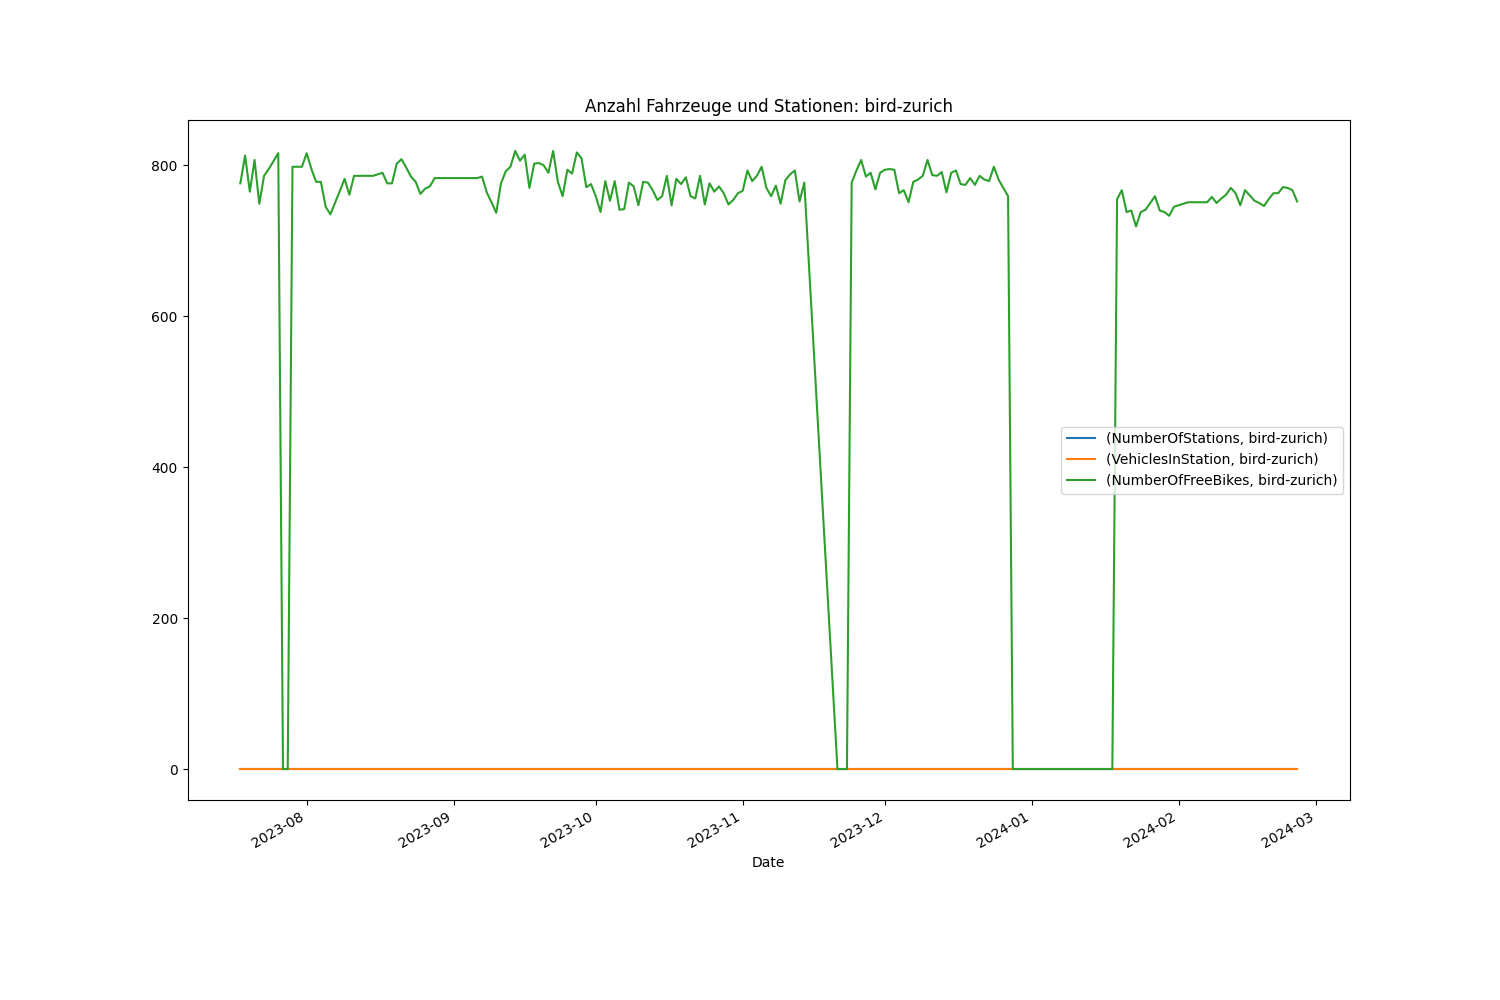 Anzahl Fahrzeuge und Stationen: bird-zurich
800
600
400
200
0
(NumberOfStations, bird-zurich)
(VehiclesInStation, bird-zurich)
(NumberOfFreeBikes, bird-zurich)
2023-08
2023-09
2023-10
2023-11
2023-12
2024-01
2024-02
2024-03
Date